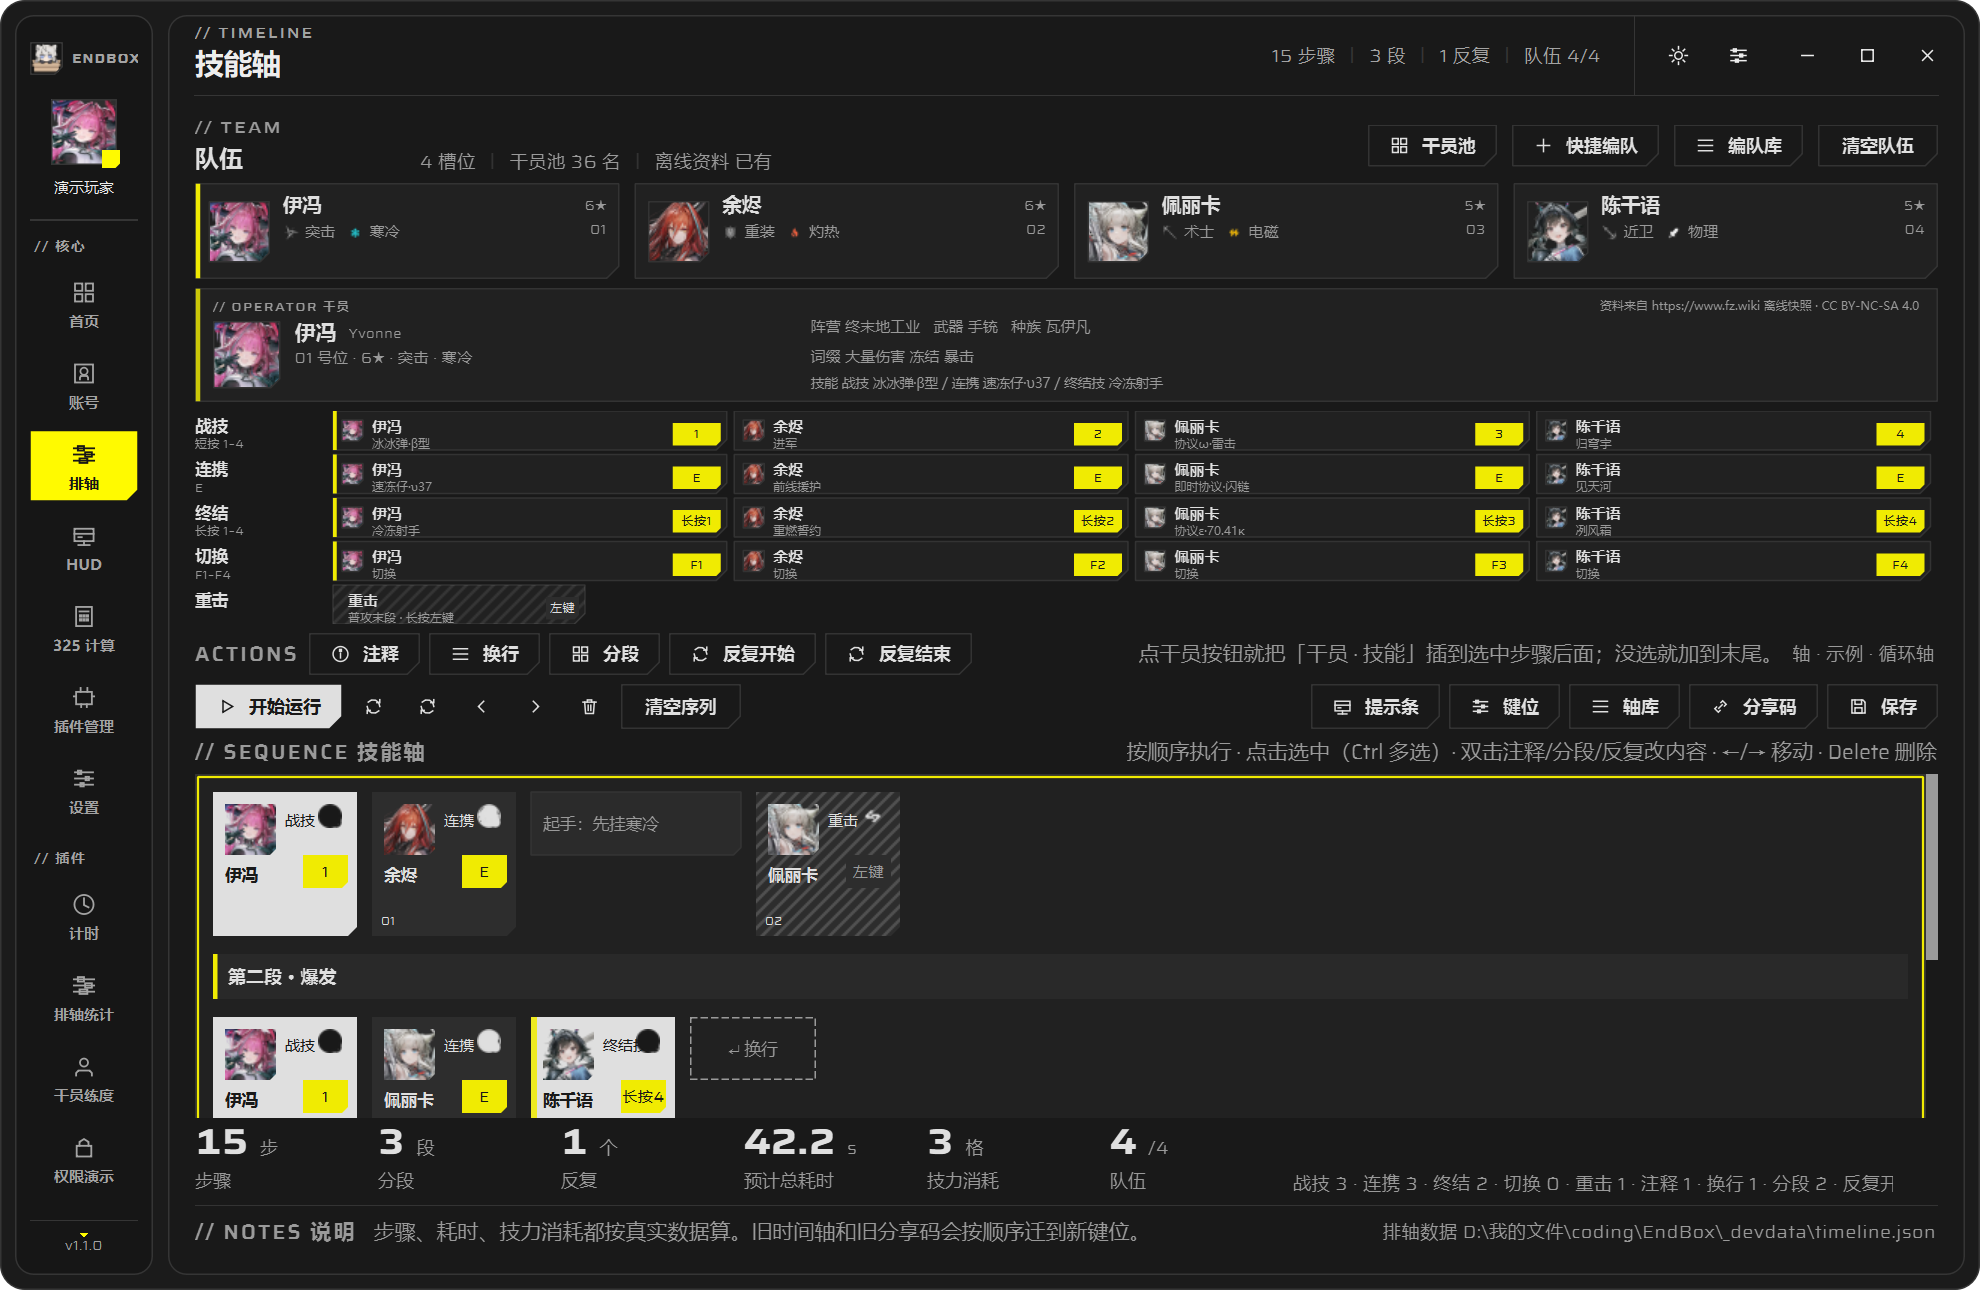 ENDBOX
演示玩家
// 核心
首页
账号
排轴
HUD
325 计算
插件管理
设置
// 插件
计时
排轴统计
干员练度
权限演示
v1.1.0
// TIMELINE
技能轴
15 步骤 3 段 1 反复 队伍 4/4
// TEAM
队伍 4 槽位 干员池 36 名 离线资料 已有
干员池 快捷编队 编队库 清空队伍
伊冯 6★
突击 寒冷 01
余烬 6★
重装 灼热 02
佩丽卡 5★
术士 电磁 03
陈千语 5★
近卫 物理 04
// OPERATOR 干员
伊冯 Yvonne
01 号位 · 6★ · 突击 · 寒冷
资料来自 https://www.fz.wiki 离线快照 · CC BY-NC-SA 4.0
阵营 终末地工业 武器 手铳 种族 瓦伊凡
词缀 大量伤害 冻结 暴击
技能 战技 冰冰弹·β型 / 连携 速冻仔·υ37 / 终结技 冷冻射手
战技
短按 1-4
伊冯 冰冰弹·β型 1
余烬 进军 2
佩丽卡 协议ω·雷击 3
陈千语 归穹宇 4
连携
E
伊冯 速冻仔·υ37 E
余烬 前线援护 E
佩丽卡 即时协议·闪链 E
陈千语 见天河 E
终结
长按 1-4
伊冯 冷冻射手 长按1
余烬 重燃誓约 长按2
佩丽卡 协议ε·70.41κ 长按3
陈千语 冽风霜 长按4
切换
F1-F4
伊冯 切换 F1
余烬 切换 F2
佩丽卡 切换 F3
陈千语 切换 F4
重击
重击 普攻末段 · 长按左键 左键
ACTIONS 注释 换行 分段 反复开始 反复结束
点干员按钮就把「干员 · 技能」插到选中步骤后面；没选就加到末尾。 轴 · 示例 · 循环轴
开始运行 清空序列 提示条 键位 轴库 分享码 保存
// SEQUENCE 技能轴
按顺序执行 · 点击选中（Ctrl 多选）· 双击注释/分段/反复改内容 · ←/→ 移动 · Delete 删除
战技
伊冯 1
连携
余烬 E
01
起手：先挂寒冷
重击
佩丽卡 左键
02
第二段 • 爆发
战技
伊冯 1
连携
佩丽卡 E
终结
陈千语 长按4
↵ 换行
15 步
步骤
3 段
分段
1 个
反复
42.2 s
预计总耗时
3 格
技力消耗
4 /4
队伍
战技 3 · 连携 3 · 终结 2 · 切换 0 · 重击 1 · 注释 1 · 换行 1 · 分段 2 · 反复开
// NOTES 说明 步骤、耗时、技力消耗都按真实数据算。旧时间轴和旧分享码会按顺序迁到新键位。
排轴数据 D:\我的文件\coding\EndBox\_devdata\timeline.json